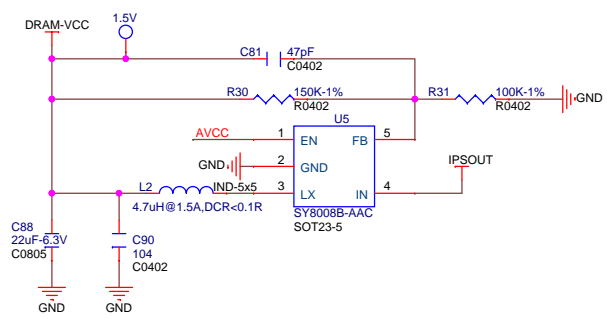 1.5V
DRAM-VCC
C81
47pF
C0402
R30
150K-1%
R0402
R31
100K-1%
R0402
GND
U5
AVCC
1
EN
FB
5
IPSOUT
GND
2
GND
L2
IND-5x5
3
LX
IN
4
4.7uH@1.5A,DCR<0.1R
SY8008B-AAC
SOT23-5
C88
22uF-6.3V
C0805
C90
104
C0402
GND
GND